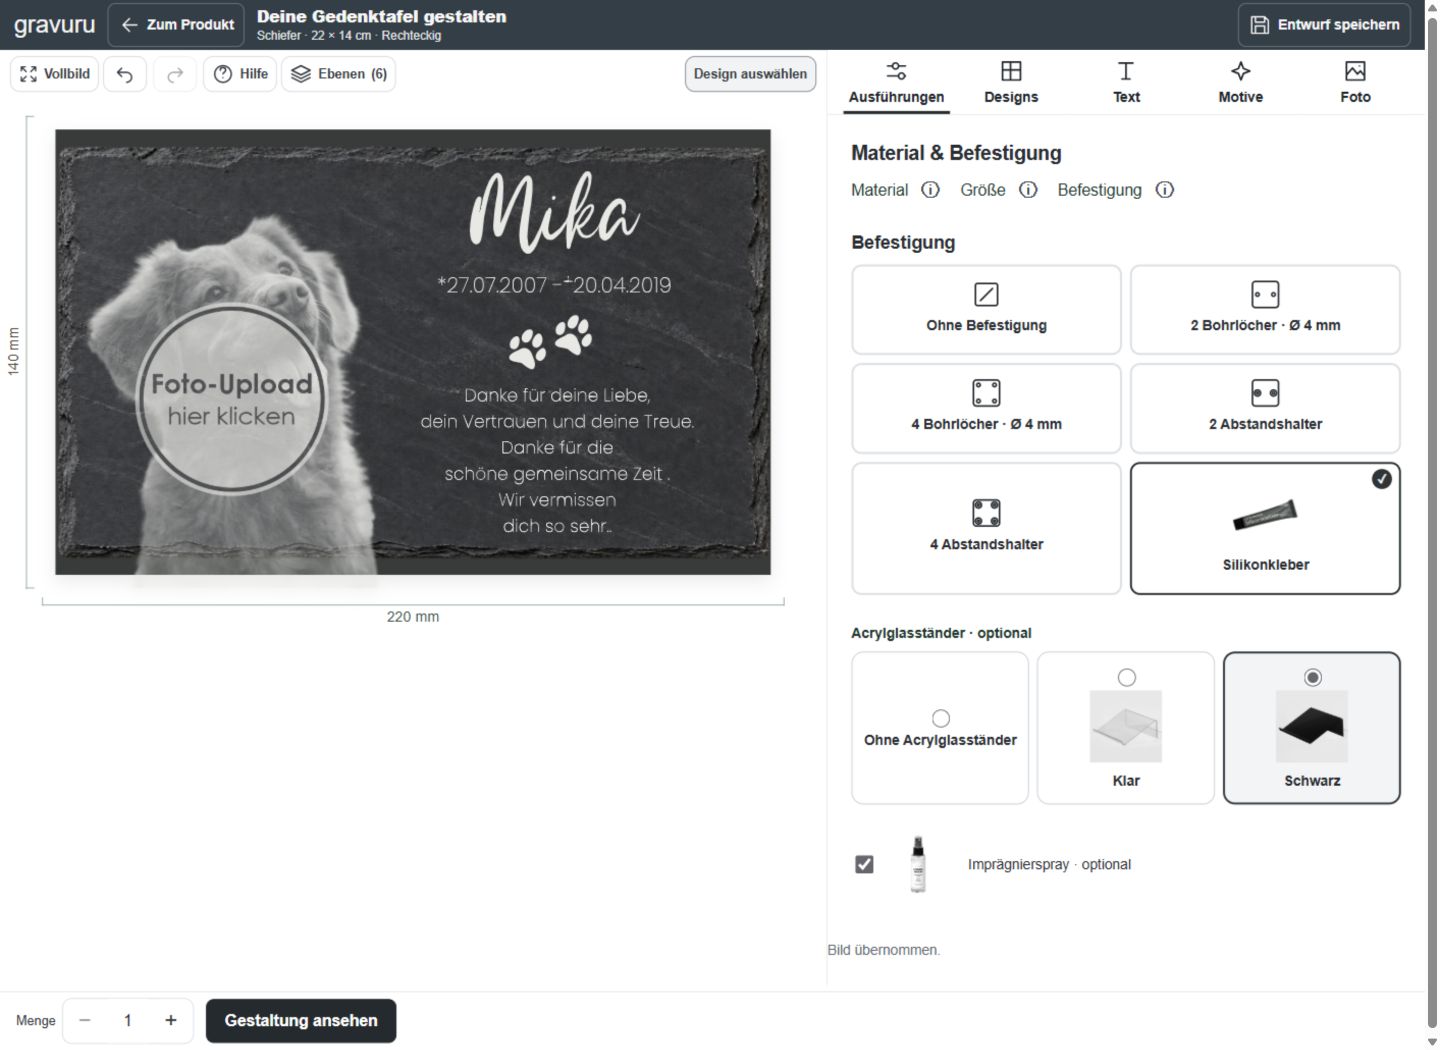 gravuru
Zum Produkt
Deine Gedenktafel gestalten
Schiefer · 22 × 14 cm · Rechteckig
Entwurf speichern
Vollbild
Hilfe
Ebenen (6)
Design auswählen
Ausführungen
Designs
Text
Motive
Foto
140 mm
Mika
*27.07.2007 –†20.04.2019
Foto-Upload
hier klicken
Danke für deine Liebe,
dein Vertrauen und deine Treue.
Danke für die
schöne gemeinsame Zeit .
Wir vermissen
dich so sehr..
220 mm
Material & Befestigung
Material
Größe
Befestigung
Befestigung
Ohne Befestigung
2 Bohrlöcher · Ø 4 mm
4 Bohrlöcher · Ø 4 mm
2 Abstandshalter
4 Abstandshalter
Silikonkleber
Acrylglasständer · optional
Ohne Acrylglasständer
Klar
Schwarz
Imprägnierspray · optional
Bild übernommen.
Menge
1
Gestaltung ansehen